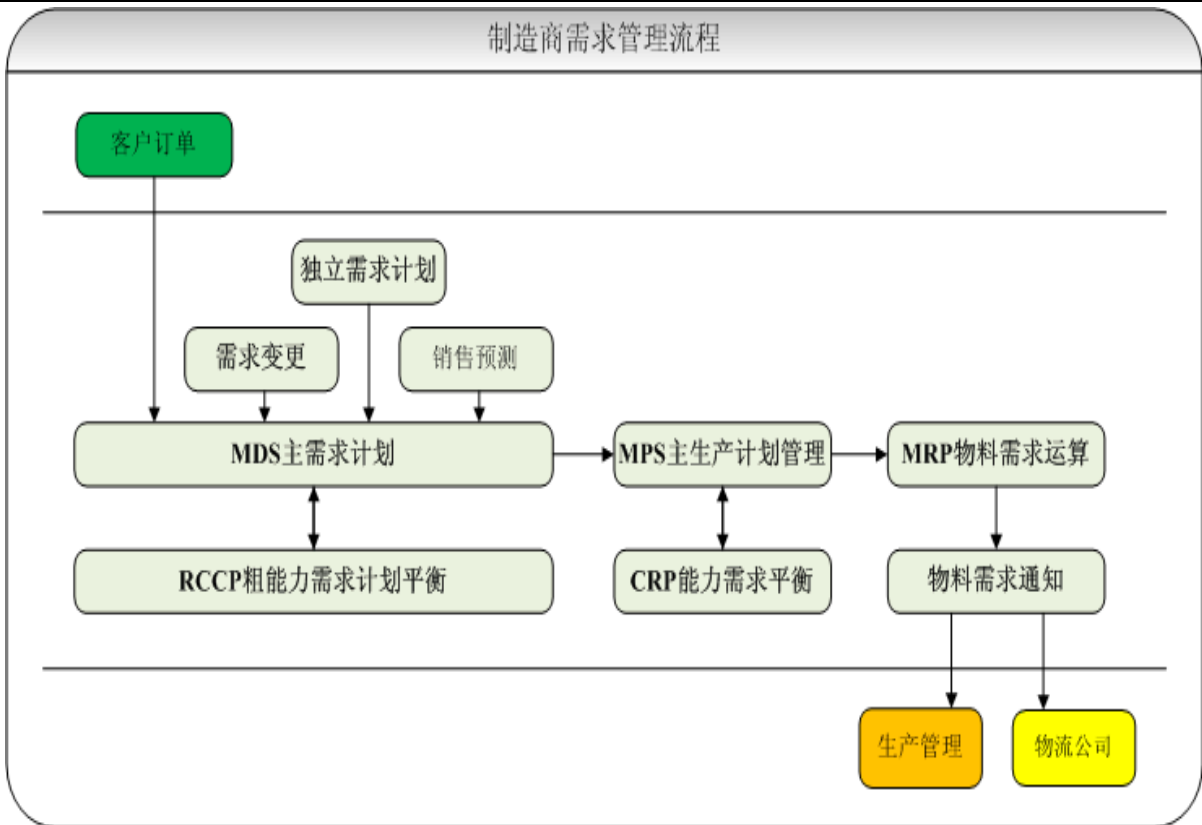 制造商需求管理流程
客户订单
独立需求计划
需求变更
销售预测
MDS主需求计划
MPS主生产计划管理
MRP物料需求运算
RCCP粗能力需求计划平衡
CRP能力需求平衡
物料需求通知
生产管理
物流公司